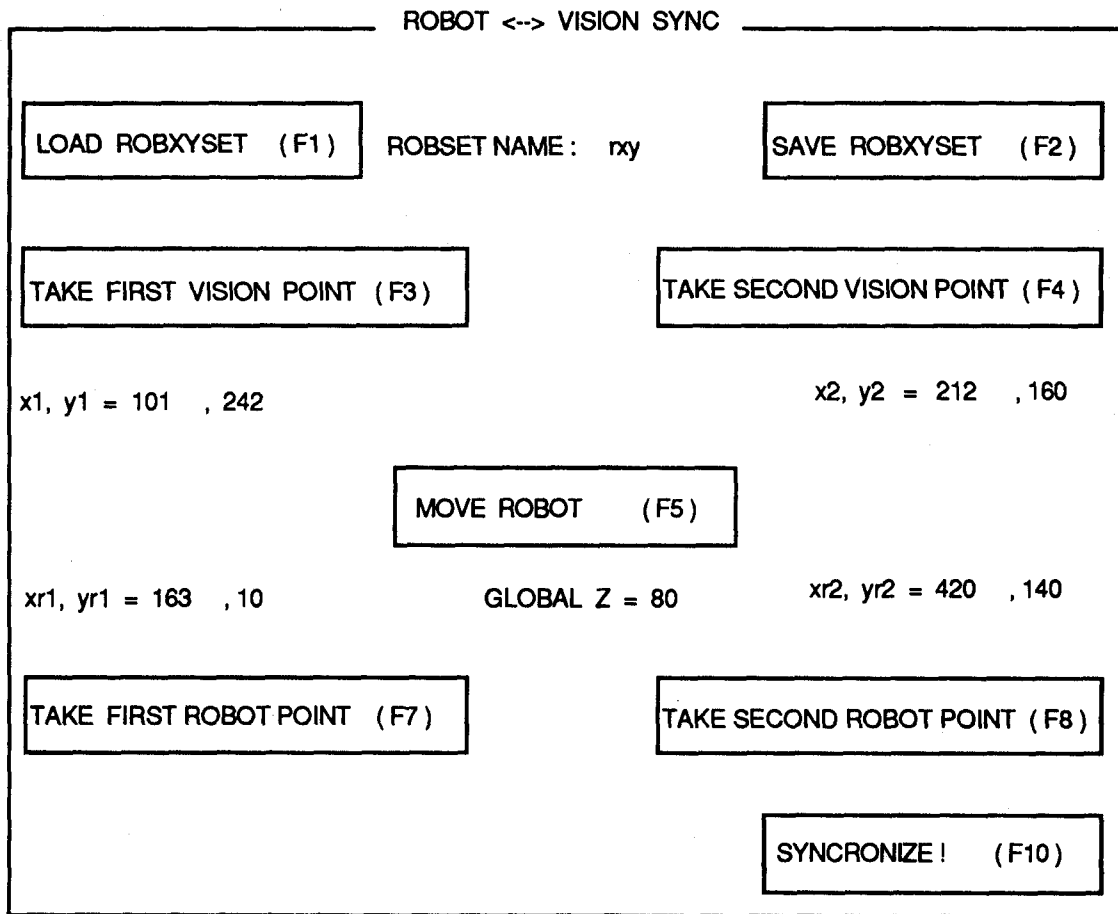 ROBOT <--> VISION SYNC
LOAD ROBXYSET (F1)
ROBSET NAME : rxy
SAVE ROBXYSET (F2)
TAKE FIRST VISION POINT (F3)
TAKE SECOND VISION POINT (F4)
x1, y1 = 101 , 242
x2, y2 = 212 , 160
MOVE ROBOT (F5)
xr1, yr1 = 163 , 10
GLOBAL Z = 80
xr2, yr2 = 420 , 140
TAKE FIRST ROBOT POINT (F7)
TAKE SECOND ROBOT POINT (F8)
SYNCRONIZE ! (F10)